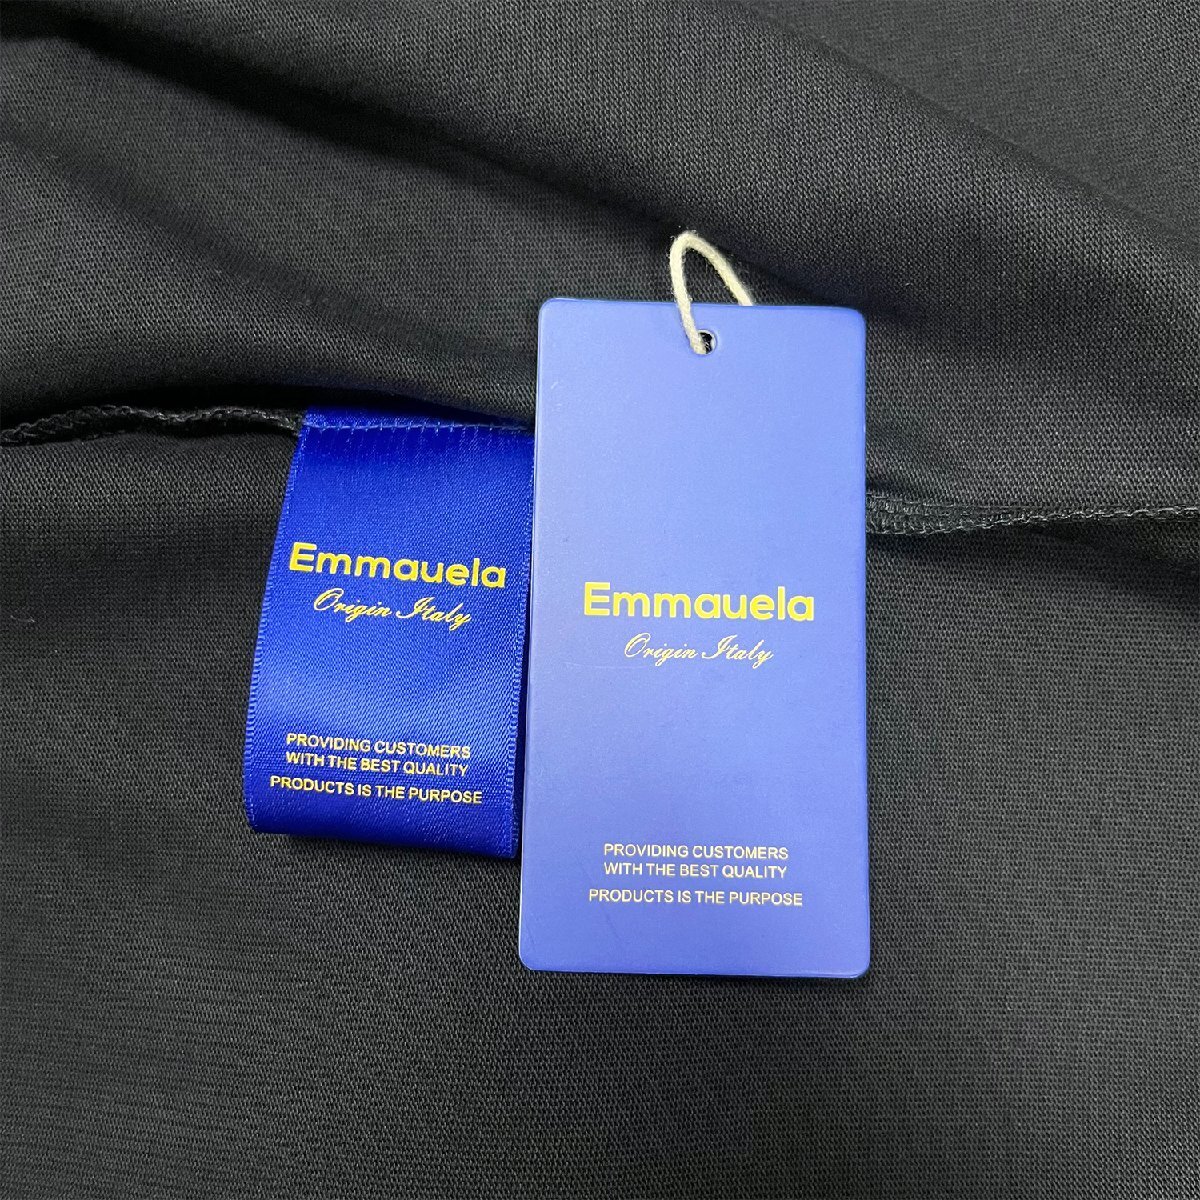 Emmauela
Origin Italy
PROVIDING CUSTOMERS
WITH THE BEST QUALITY
PRODUCTS IS THE PURPOSE
Emmauela
Origin Italy
PROVIDING CUSTOMERS
WITH THE BEST QUALITY
PRODUCTS IS THE PURPOSE